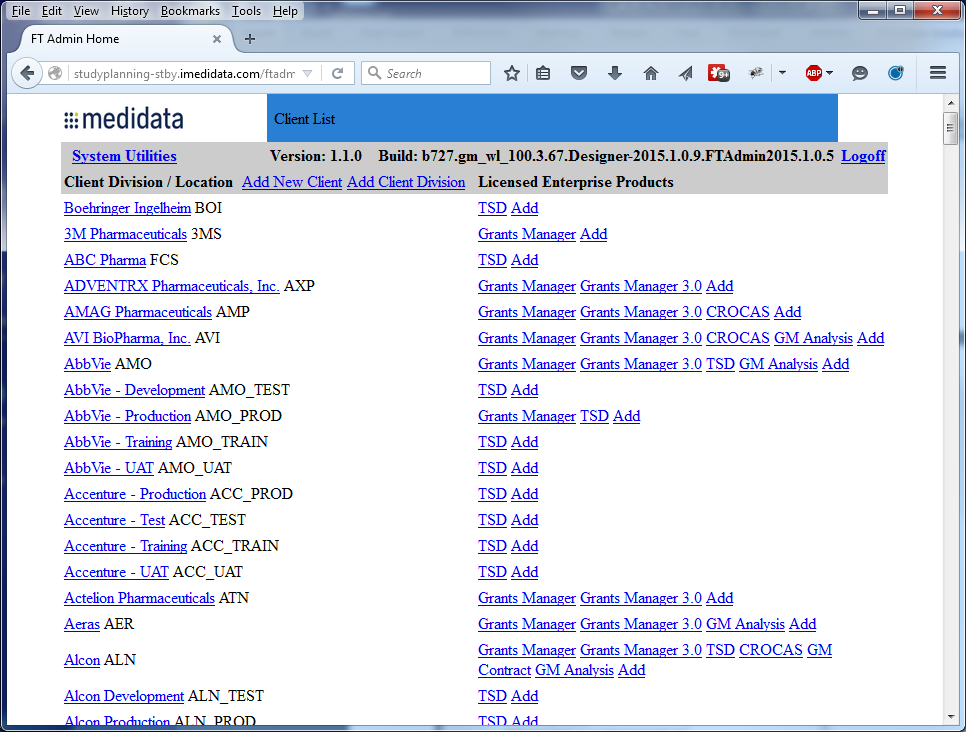 File Edit View History Bookmarks Tools Help
FT Admin Home
studyplanning-stby.imedidata.com/ftadm
Search
9+
ABP
medidata
Client List
System Utilities Version: 1.1.0 Build: b727.gm_wl_100.3.67.Designer-2015.1.0.9.FTAdmin2015.1.0.5 Logoff
Client Division / Location Add New Client Add Client Division Licensed Enterprise Products
Boehringer Ingelheim BOI TSD Add
3M Pharmaceuticals 3MS Grants Manager Add
ABC Pharma FCS TSD Add
ADVENTRX Pharmaceuticals, Inc. AXP Grants Manager Grants Manager 3.0 Add
AMAG Pharmaceuticals AMP Grants Manager Grants Manager 3.0 CROCAS Add
AVI BioPharma, Inc. AVI Grants Manager Grants Manager 3.0 CROCAS GM Analysis Add
AbbVie AMO Grants Manager Grants Manager 3.0 TSD GM Analysis Add
AbbVie - Development AMO_TEST TSD Add
AbbVie - Production AMO_PROD Grants Manager TSD Add
AbbVie - Training AMO_TRAIN TSD Add
AbbVie - UAT AMO_UAT TSD Add
Accenture - Production ACC_PROD TSD Add
Accenture - Test ACC_TEST TSD Add
Accenture - Training ACC_TRAIN TSD Add
Accenture - UAT ACC_UAT TSD Add
Actelion Pharmaceuticals ATN Grants Manager Grants Manager 3.0 Add
Aeras AER Grants Manager Grants Manager 3.0 GM Analysis Add
Alcon ALN Grants Manager Grants Manager 3.0 TSD CROCAS GM
Contract GM Analysis Add
Alcon Development ALN_TEST TSD Add
Alcon Production ALN_PROD TSD Add